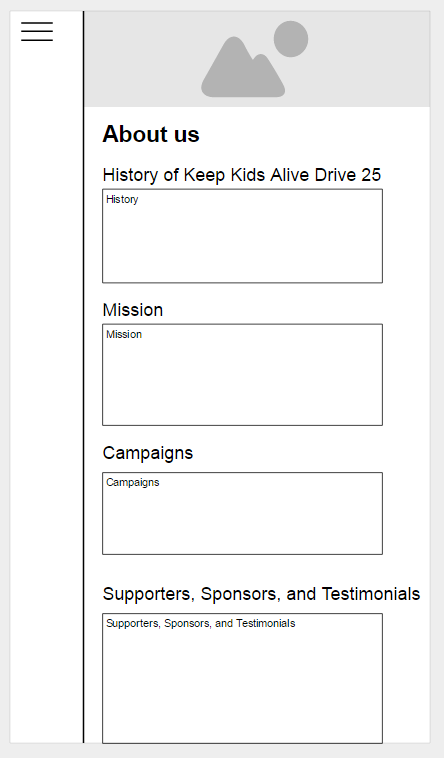 About us
History of Keep Kids Alive Drive 25
History
Mission
Mission
Campaigns
Campaigns
Supporters, Sponsors, and Testimonials
Supporters, Sponsors, and Testimonials